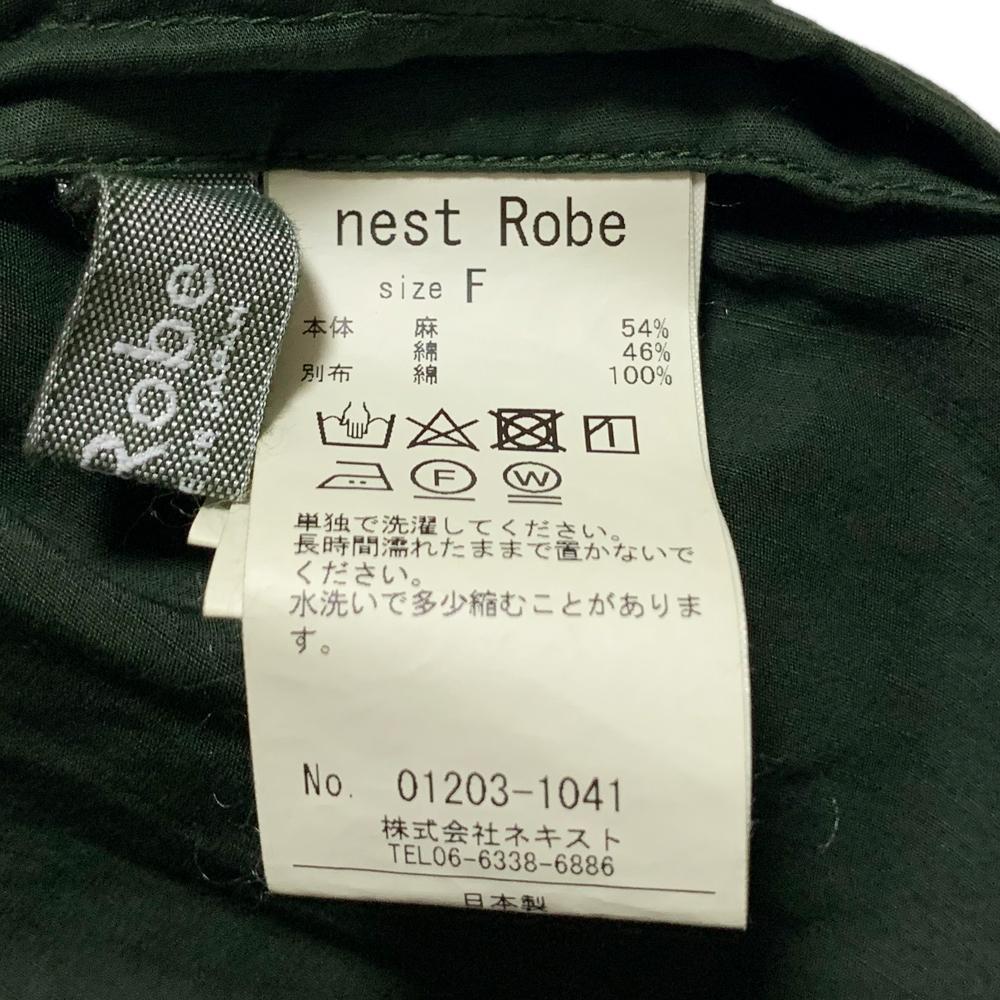 nest Robe
size F
本体 麻 54%
綿 46%
別布 綿 100%
F
W
単独で洗濯してください。
長時間濡れたままで置かないで
ください。
水洗いで多少縮むことがありま
す。
No. 01203-1041
株式会社ネキスト
TEL06-6338-6886
日本製
Robe